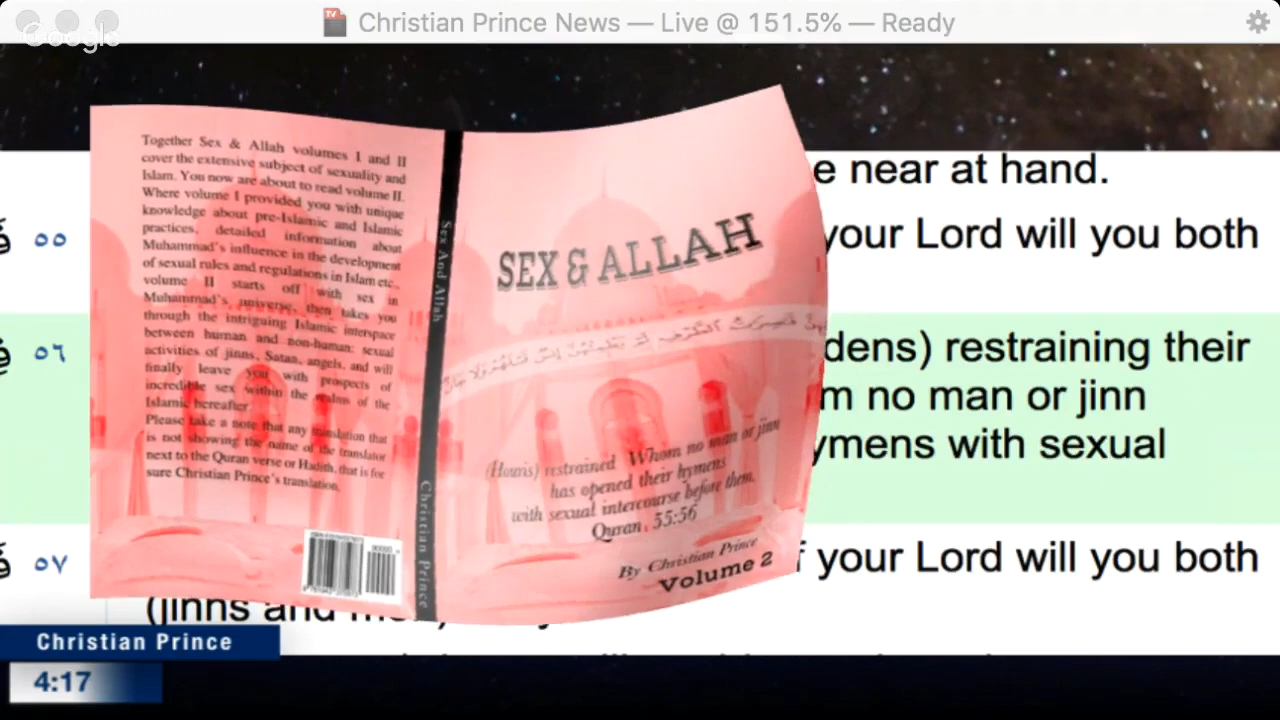 Christian Prince News — Live @ 151.5% — Ready
Google
TV
e near at hand.
٥٥
your Lord will you both
٥٦
dens) restraining their
m no man or jinn
ymens with sexual
٥٧
f your Lord will you both
(jinns and
Together Sex & Allah volumes I and II
cover the extensive subject of sexuality and
Islam. You now are about to read volume II.
Where volume I provided you with unique
knowledge about pre-Islamic and Islamic
practices, detailed information about
Muhammad's influence in the development
of sexual rules and regulations in Islam etc.,
volume II starts off with sex in
Muhammad's universe, then takes you
through the intriguing Islamic interspace
between human and non-human: sexual
activities of jinns, Satan, angels, and will
finally leave you with prospects of
incredible sex within the realms of the
Islamic hereafter.
Please take a note that any translation that
is not showing the name of the translator
next to the Quran verse or Hadith, that is for
sure Christian Prince's translation.
90000
Sex And Allah
Christian Prince
SEX & ALLAH
(Houris) restrained Whom no man or jinn
has opened their hymens
with sexual intercourse before them.
Quran, 55:56
By Christian Prince
Volume 2
Christian Prince
4:17